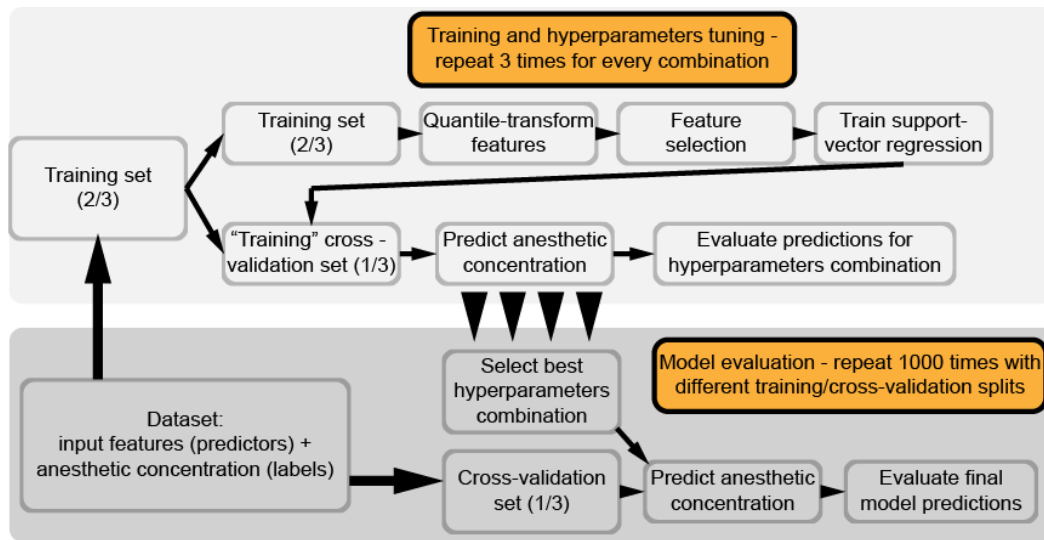 Training and hyperparameters tuning -
repeat 3 times for every combination
Training set
(2/3)
Training set
(2/3)
Quantile-transform
features
Feature
selection
Train support-
vector regression
“Training” cross -
validation set (1/3)
Predict anesthetic
concentration
Evaluate predictions for
hyperparameters combination
Dataset:
input features (predictors) +
anesthetic concentration (labels)
Select best
hyperparameters
combination
Model evaluation - repeat 1000 times with
different training/cross-validation splits
Cross-validation
set (1/3)
Predict anesthetic
concentration
Evaluate final
model predictions